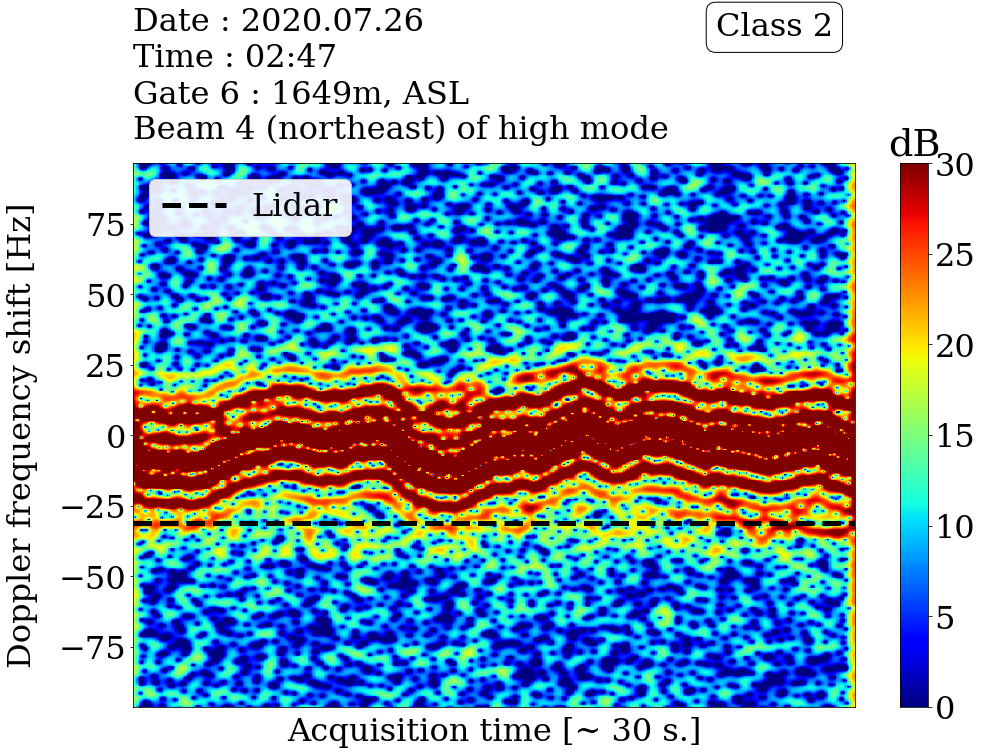 Date : 2020.07.26
Time : 02:47
Gate 6 : 1649m, ASL
Beam 4 (northeast) of high mode
Class 2
dB
Lidar
Doppler frequency shift [Hz]
75
50
25
0
−25
−50
−75
30
25
20
15
10
5
0
Acquisition time [~ 30 s.]